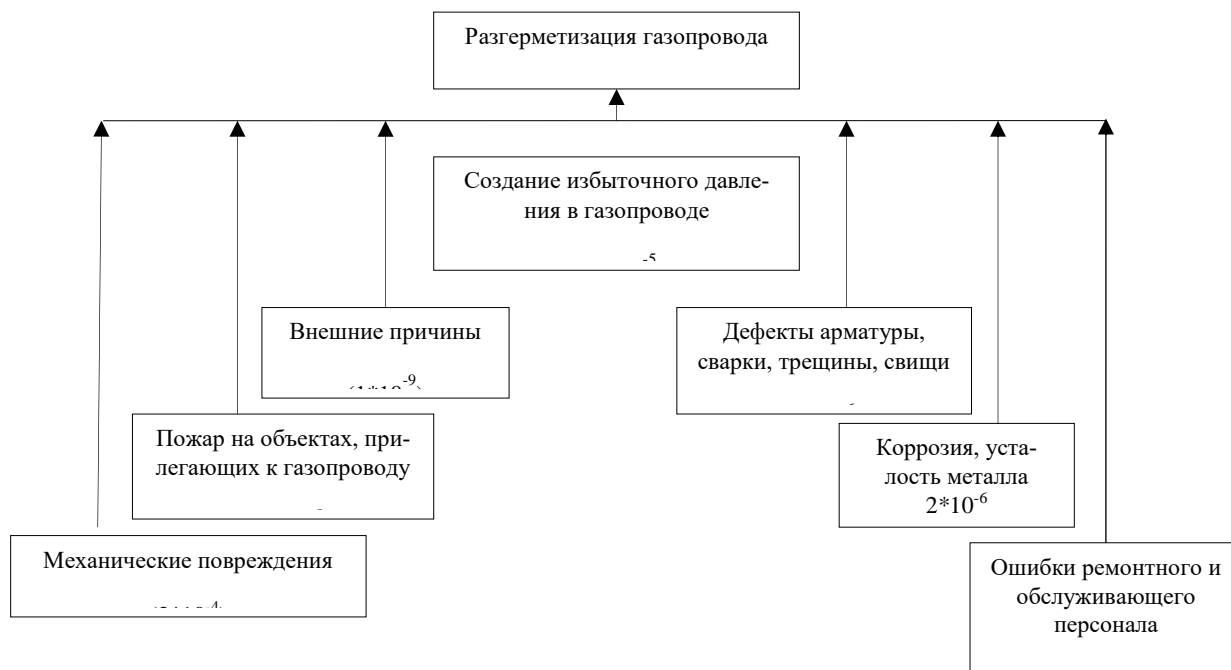 Разгерметизация газопровода
Создание избыточного давле-
ния в газопроводе
-5
Внешние причины
Дефекты арматуры,
сварки, трещины, свищи
Пожар на объектах, при-
легающих к газопроводу
Коррозия, уста-
лость металла
2*10-6
Механические повреждения
Ошибки ремонтного и
обслуживающего
персонала